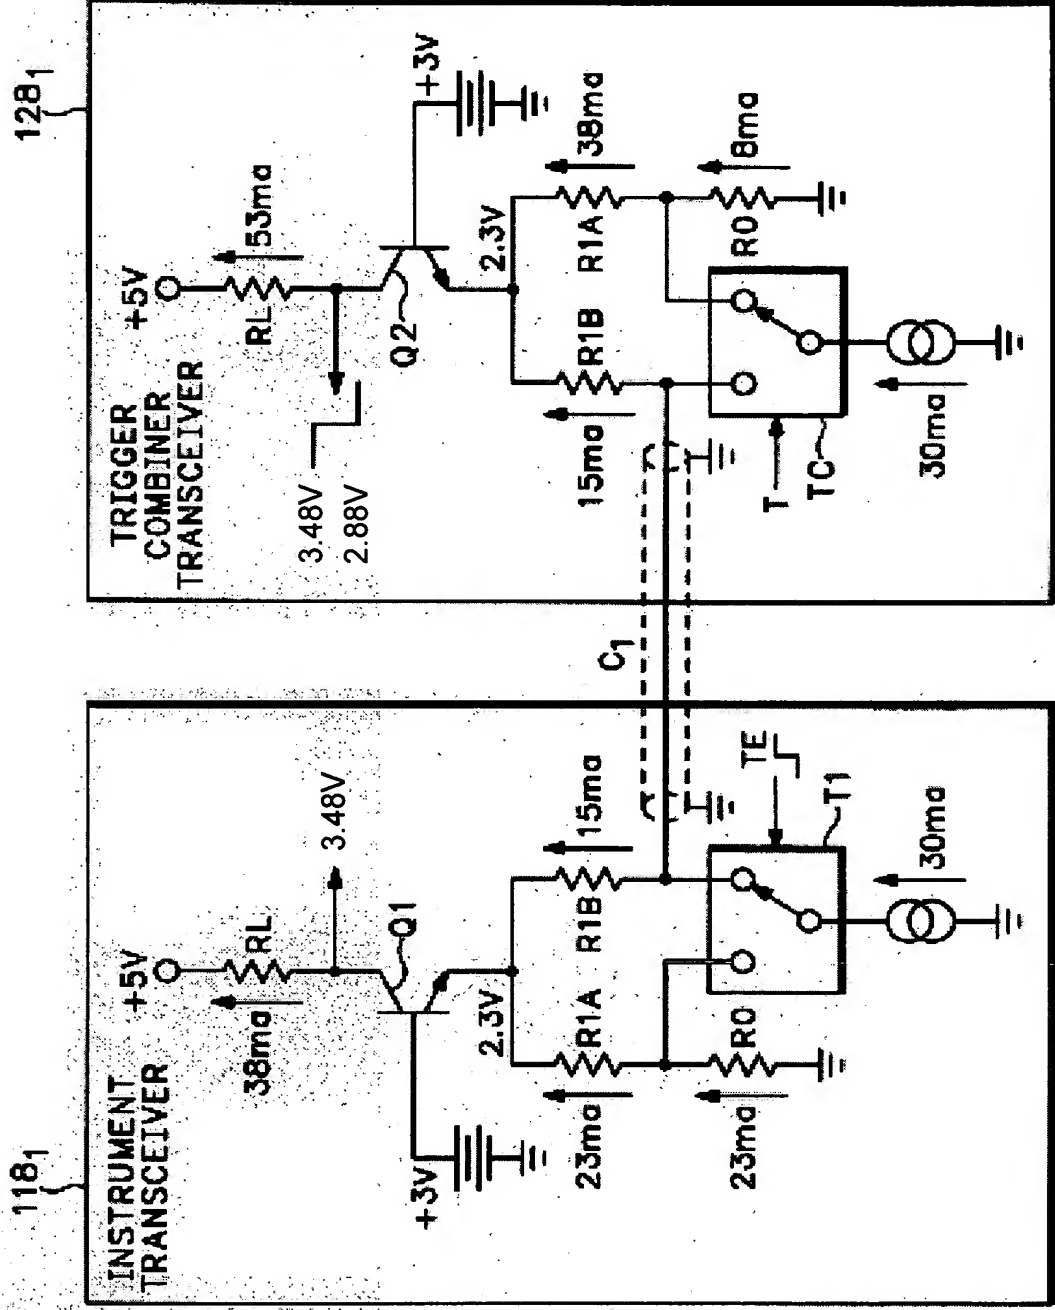 118₁
INSTRUMENT
TRANSCEIVER
+5V
38ma
RL
3.48V
Q1
+3V
2.3V
23ma
R1A
R1B
15ma
23ma
R0
TE
T1
30ma
C₁
128₁
TRIGGER
COMBINER
TRANSCEIVER
+5V
RL
53ma
3.48V
2.88V
Q2
+3V
2.3V
15ma
R1B
R1A
38ma
R0
8ma
T
TC
30ma